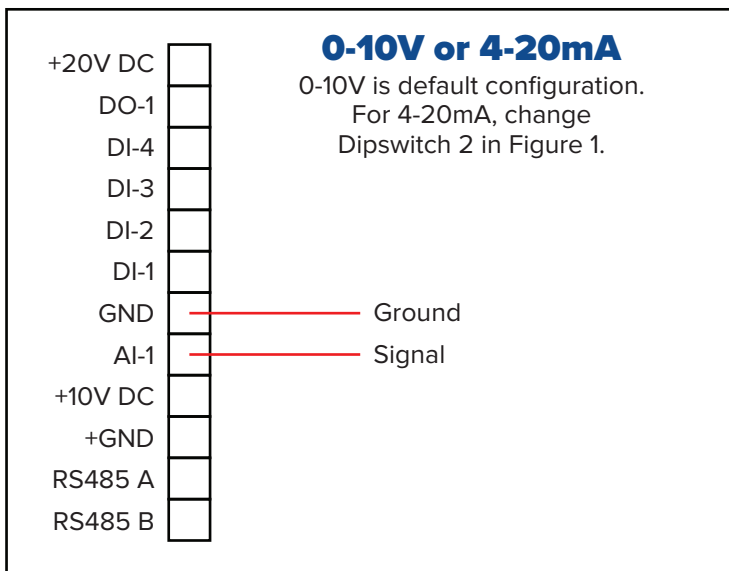 0-10V or 4-20mA
0-10V is default configuration.
For 4-20mA, change
Dipswitch 2 in Figure 1.
+20V DC
DO-1
DI-4
DI-3
DI-2
DI-1
GND
Ground
AI-1
Signal
+10V DC
+GND
RS485 A
RS485 B